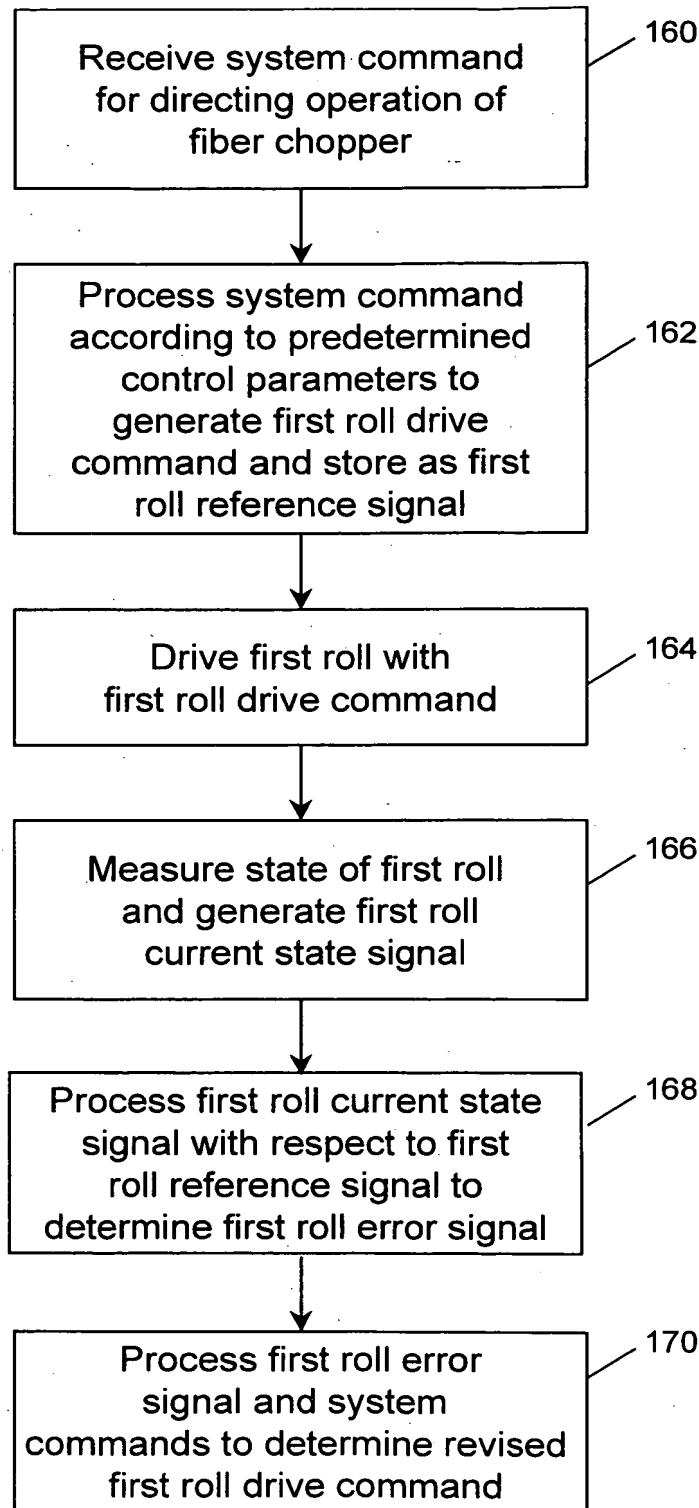 Receive system command
for directing operation of
fiber chopper
160
Process system command
according to predetermined
control parameters to
generate first roll drive
command and store as first
roll reference signal
162
Drive first roll with
first roll drive command
164
Measure state of first roll
and generate first roll
current state signal
166
Process first roll current state
signal with respect to first
roll reference signal to
determine first roll error signal
168
Process first roll error
signal and system
commands to determine revised
first roll drive command
170